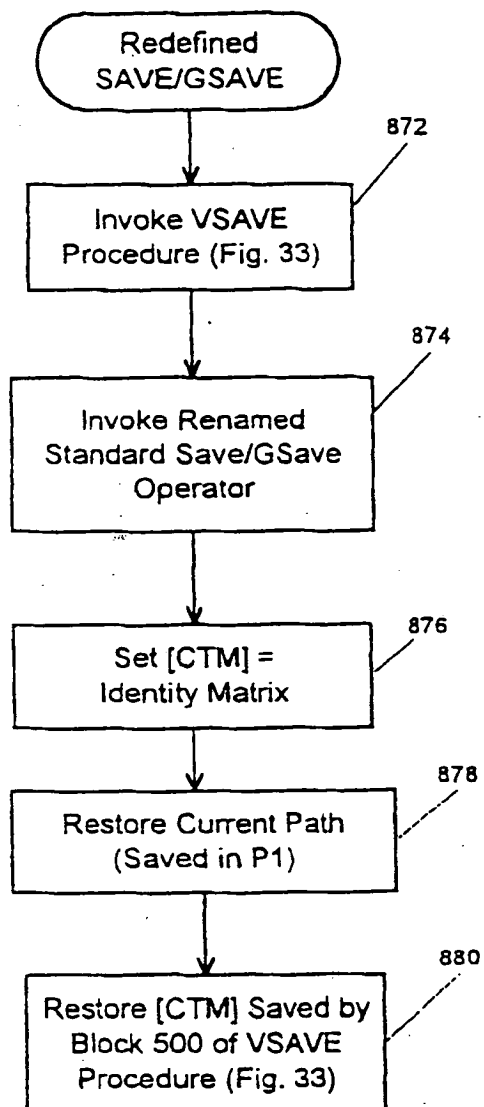 Redefined
SAVE/GSAVE
872
Invoke VSAVE
Procedure (Fig. 33)
874
Invoke Renamed
Standard Save/GSave
Operator
876
Set [CTM] =
Identity Matrix
878
Restore Current Path
(Saved in P1)
880
Restore [CTM] Saved by
Block 500 of VSAVE
Procedure (Fig. 33)